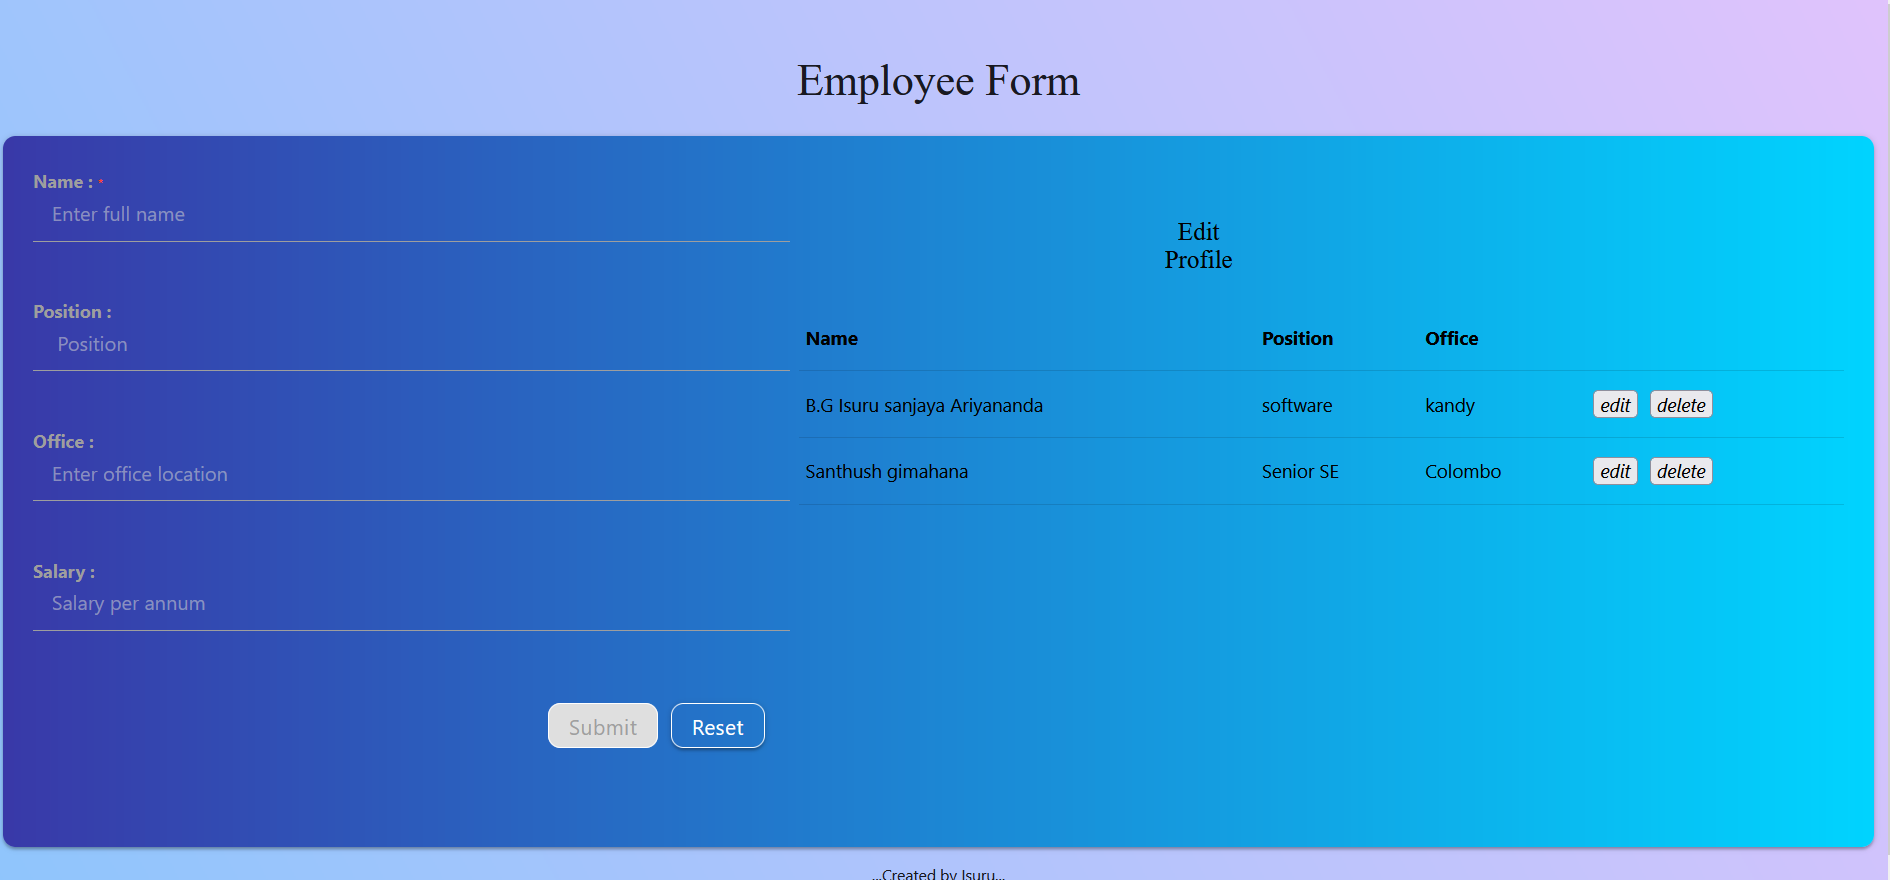 Employee Form
Name : *
Enter full name
Position :
Position
Office :
Enter office location
Salary :
Salary per annum
Submit Reset
Edit
Profile
Name Position Office
B.G Isuru sanjaya Ariyananda software kandy edit delete
Santhush gimahana Senior SE Colombo edit delete
...Created by Isuru...